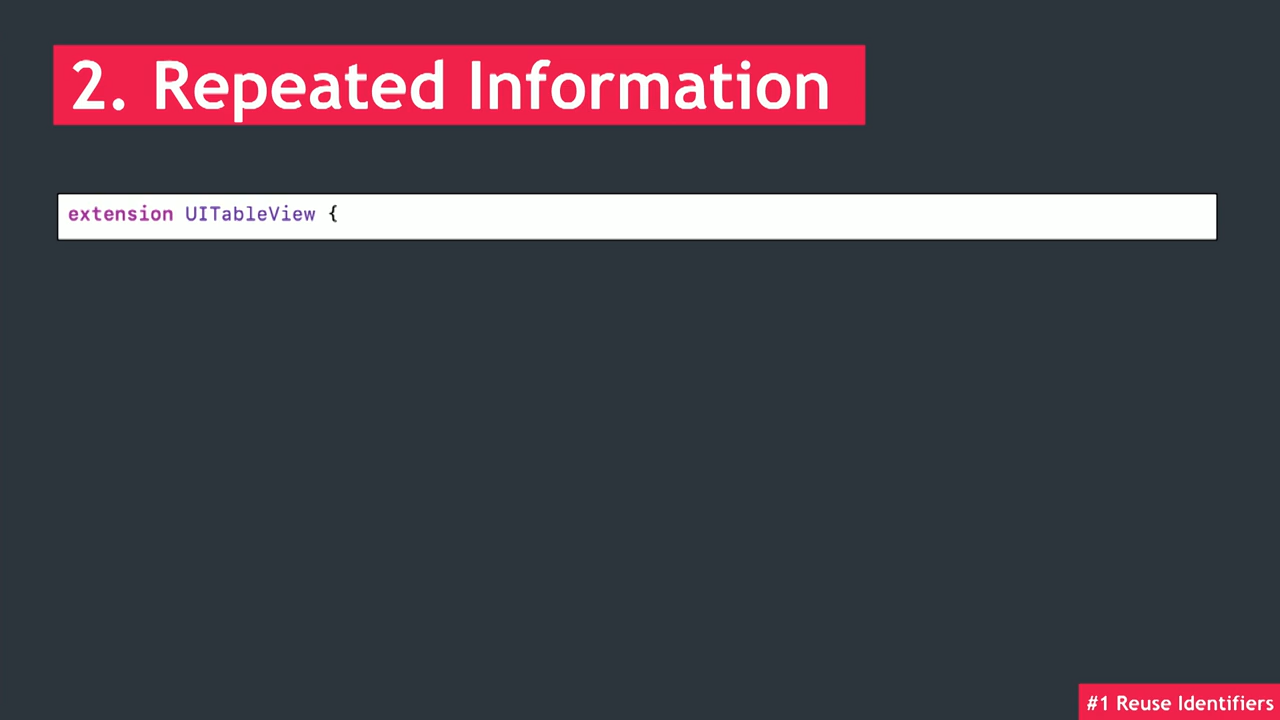 2. Repeated Information
extension UITableView {
#1 Reuse Identifiers